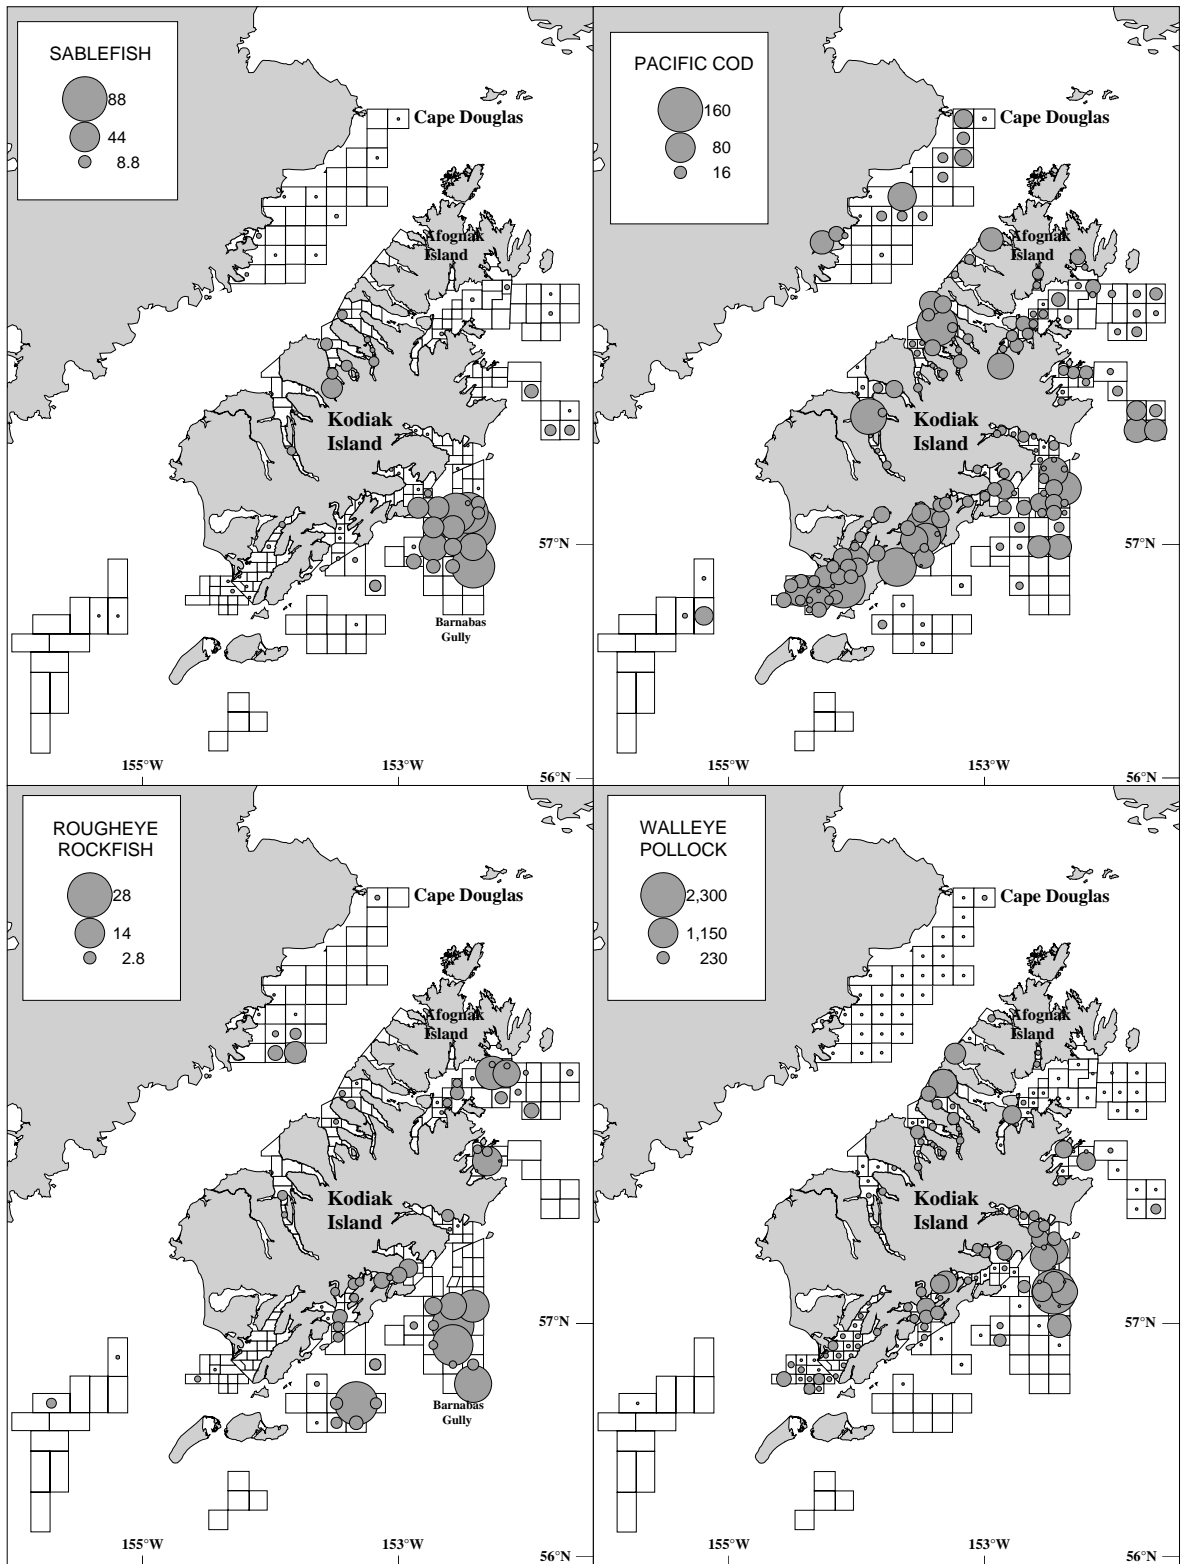 SABLEFISH
88
44
8.8
Cape Douglas
Afognak
Island
Kodiak
Island
57°N
Barnabas
Gully
155°W
153°W
56°N
PACIFIC COD
160
80
16
Cape Douglas
Afognak
Island
Kodiak
Island
57°N
155°W
153°W
56°N
ROUGHEYE
ROCKFISH
28
14
2.8
Cape Douglas
Afognak
Island
Kodiak
Island
57°N
Barnabas
Gully
155°W
153°W
56°N
WALLEYE
POLLOCK
2,300
1,150
230
Cape Douglas
Afognak
Island
Kodiak
Island
57°N
155°W
153°W
56°N